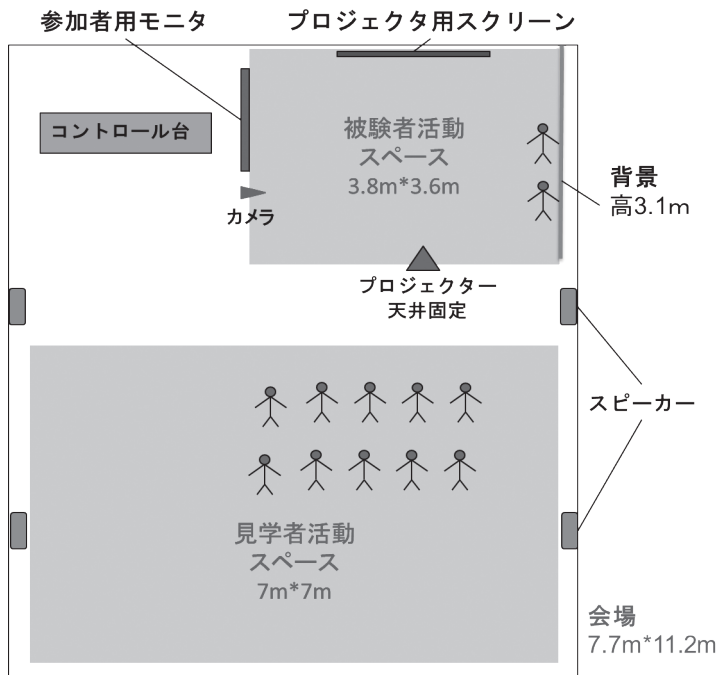 参加者用モニタ
プロジェクタ用スクリーン
コントロール台
被験者活動
スペース
3.8m*3.6m
背景
高3.1m
カメラ
プロジェクター
天井固定
スピーカー
見学者活動
スペース
7m*7m
会場
7.7m*11.2m